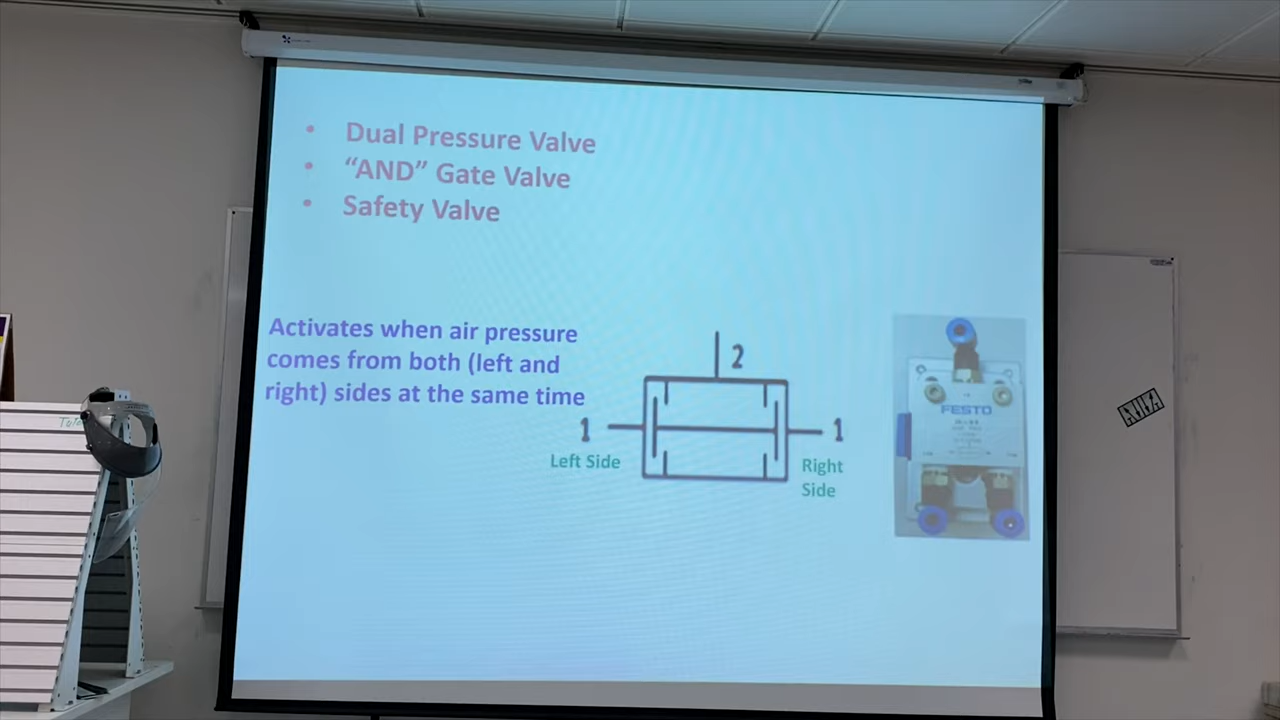 • Dual Pressure Valve
• “AND” Gate Valve
• Safety Valve
Activates when air pressure
comes from both (left and
right) sides at the same time
2
1
1
Left Side
Right
Side
FESTO